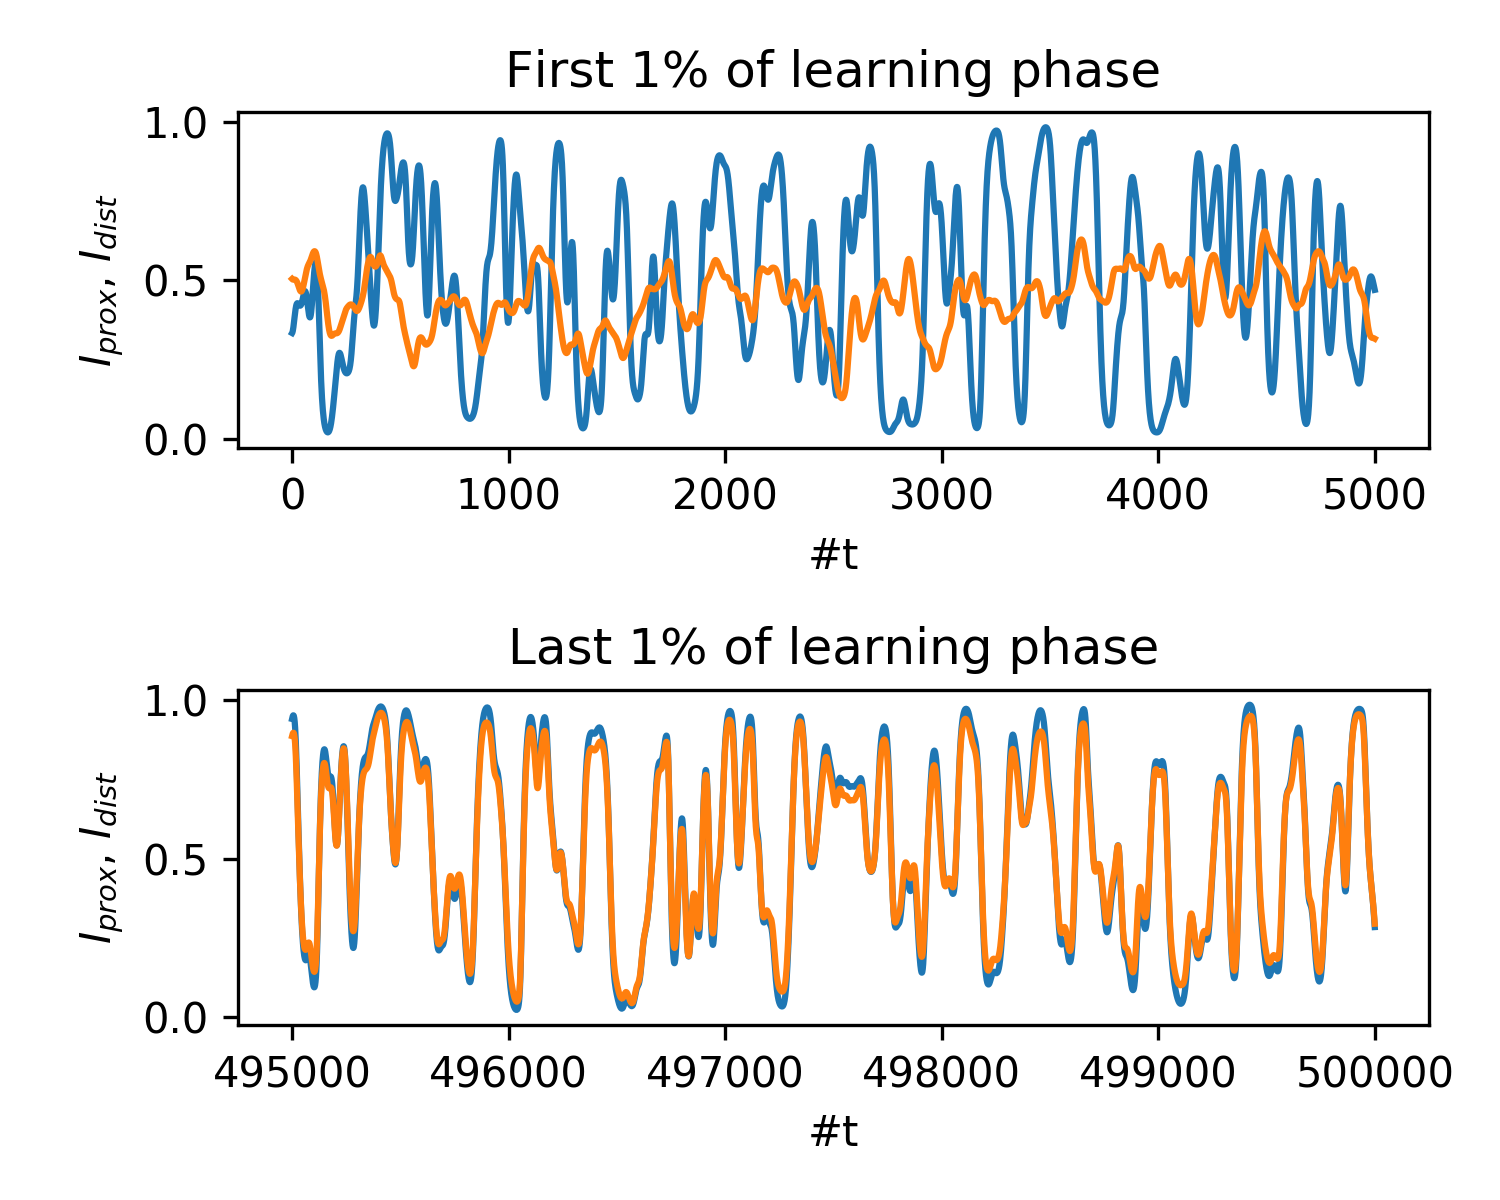 First 1% of learning phase
1.0
0.5
0.0
I_prox, I_dist
0 1000 2000 3000 4000 5000
#t
Last 1% of learning phase
1.0
0.5
0.0
I_prox, I_dist
495000 496000 497000 498000 499000 500000
#t